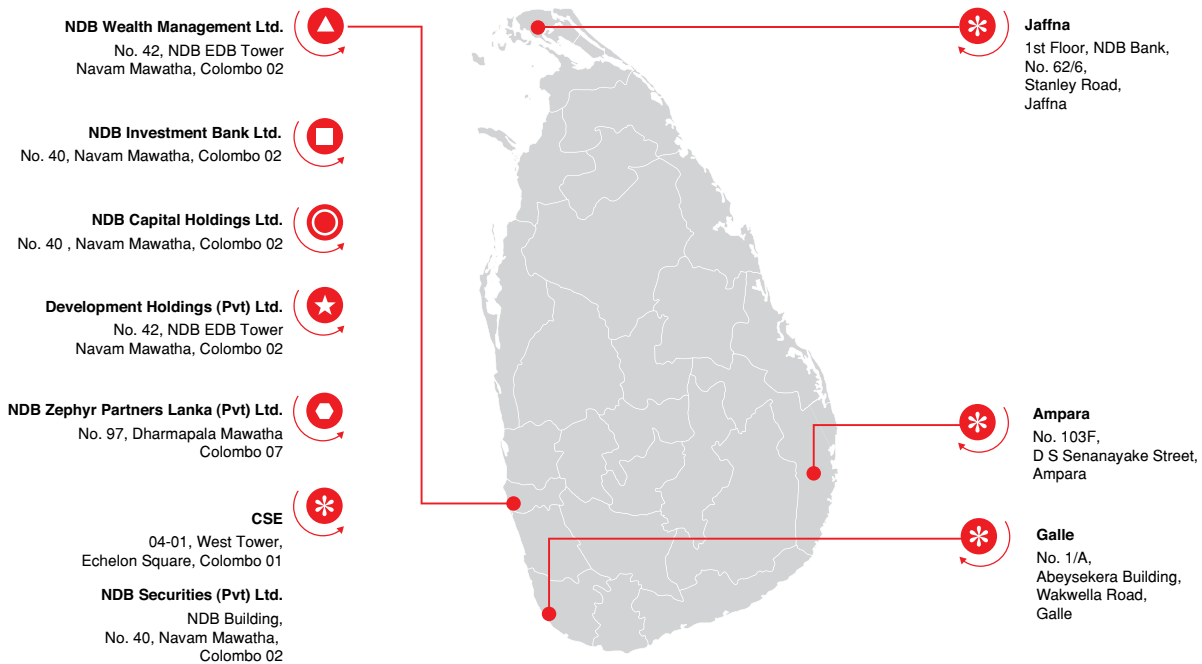 NDB Wealth Management Ltd.
No. 42, NDB EDB Tower
Navam Mawatha, Colombo 02
NDB Investment Bank Ltd.
No. 40, Navam Mawatha, Colombo 02
NDB Capital Holdings Ltd.
No. 40 , Navam Mawatha, Colombo 02
Development Holdings (Pvt) Ltd.
No. 42, NDB EDB Tower
Navam Mawatha, Colombo 02
NDB Zephyr Partners Lanka (Pvt) Ltd.
No. 97, Dharmapala Mawatha
Colombo 07
CSE
04-01, West Tower,
Echelon Square, Colombo 01
NDB Securities (Pvt) Ltd.
NDB Building,
No. 40, Navam Mawatha,
Colombo 02
Jaffna
1st Floor, NDB Bank,
No. 62/6,
Stanley Road,
Jaffna
Ampara
No. 103F,
D S Senanayake Street,
Ampara
Galle
No. 1/A,
Abeysekera Building,
Wakwella Road,
Galle